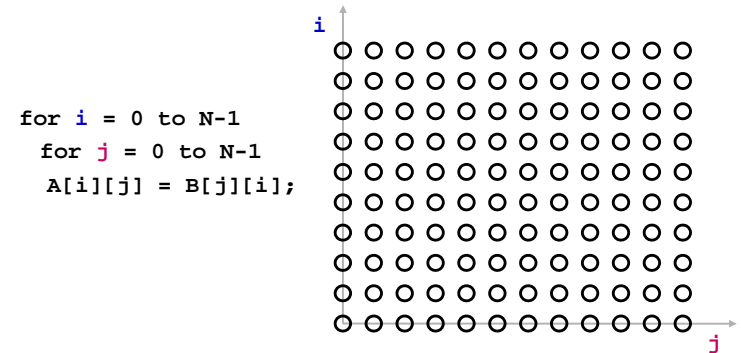 i
for i = 0 to N-1
for j = 0 to N-1
A[i][j] = B[j][i];
j